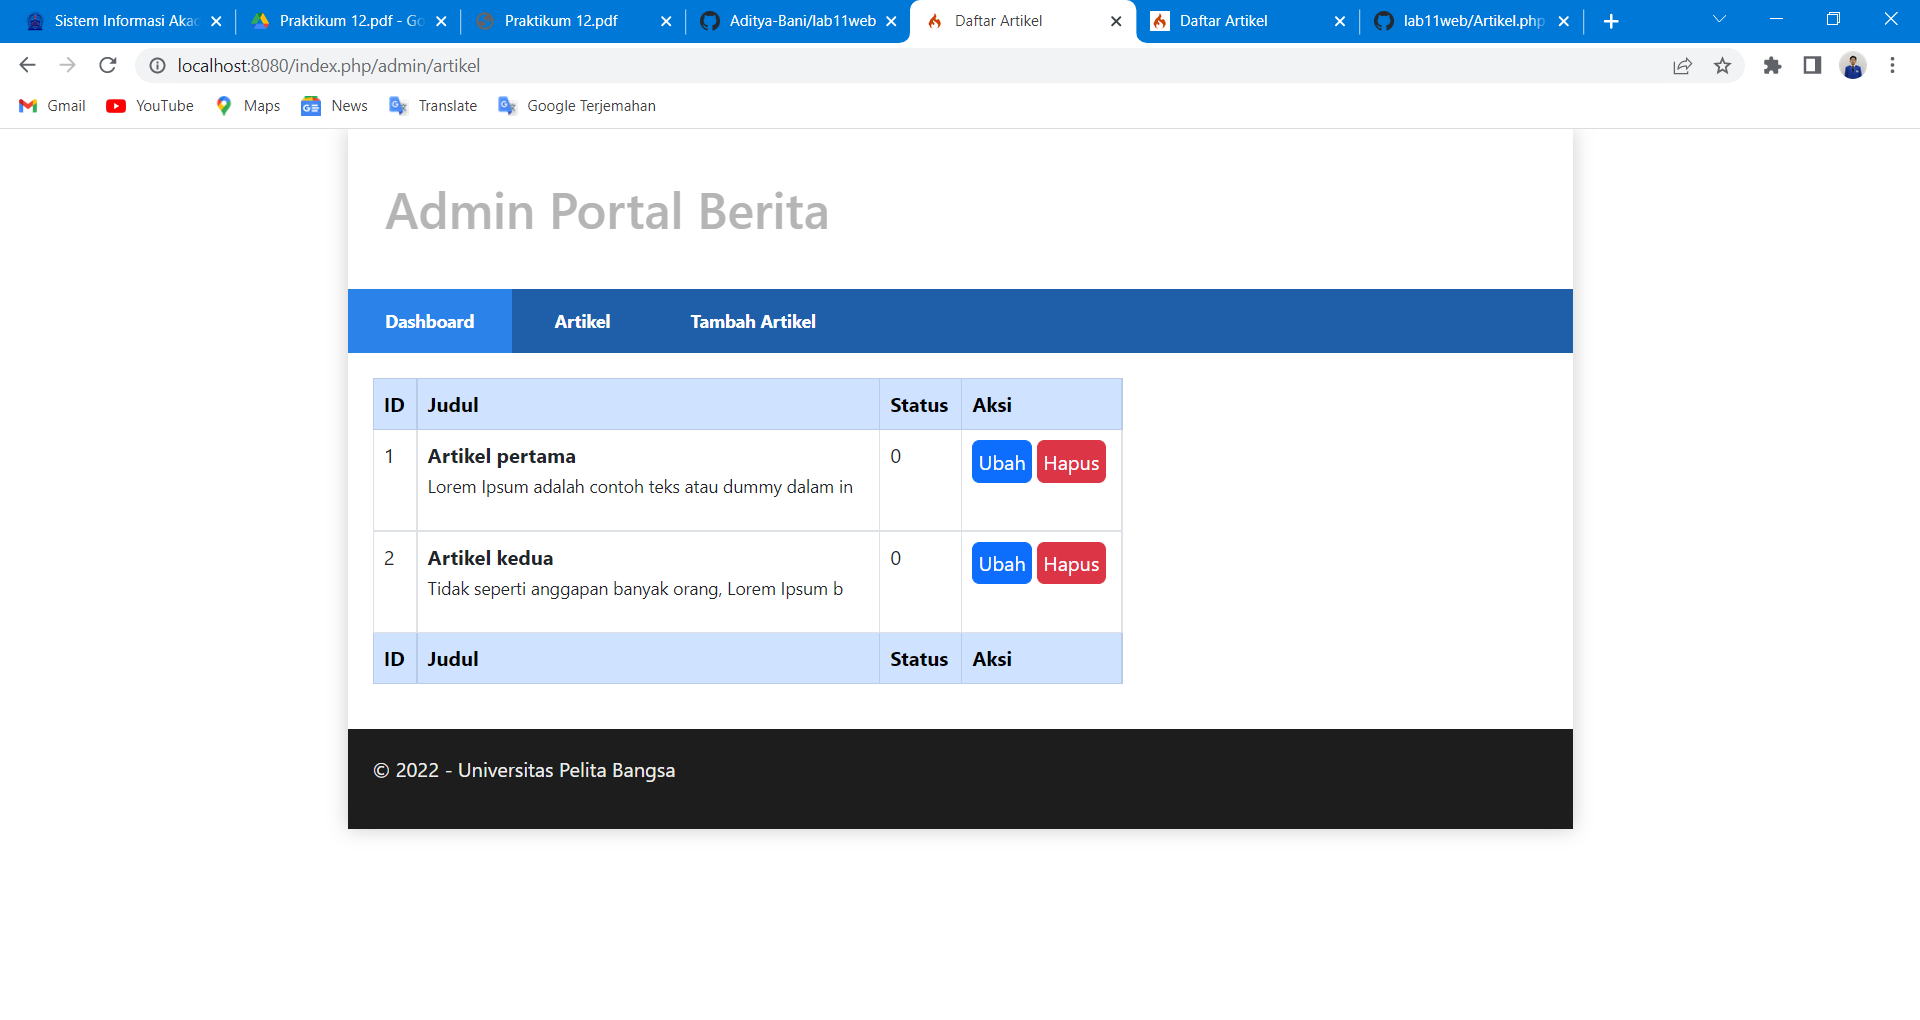 Sistem Informasi Aka
Praktikum 12.pdf - Go
Praktikum 12.pdf
Aditya-Bani/lab11web
Daftar Artikel
Daftar Artikel
lab11web/Artikel.php
localhost:8080/index.php/admin/artikel
Gmail
YouTube
Maps
News
Translate
Google Terjemahan
Admin Portal Berita
Dashboard
Artikel
Tambah Artikel
ID Judul Status Aksi
1 Artikel pertama 0 Ubah Hapus
Lorem Ipsum adalah contoh teks atau dummy dalam in
2 Artikel kedua 0 Ubah Hapus
Tidak seperti anggapan banyak orang, Lorem Ipsum b
ID Judul Status Aksi
© 2022 - Universitas Pelita Bangsa